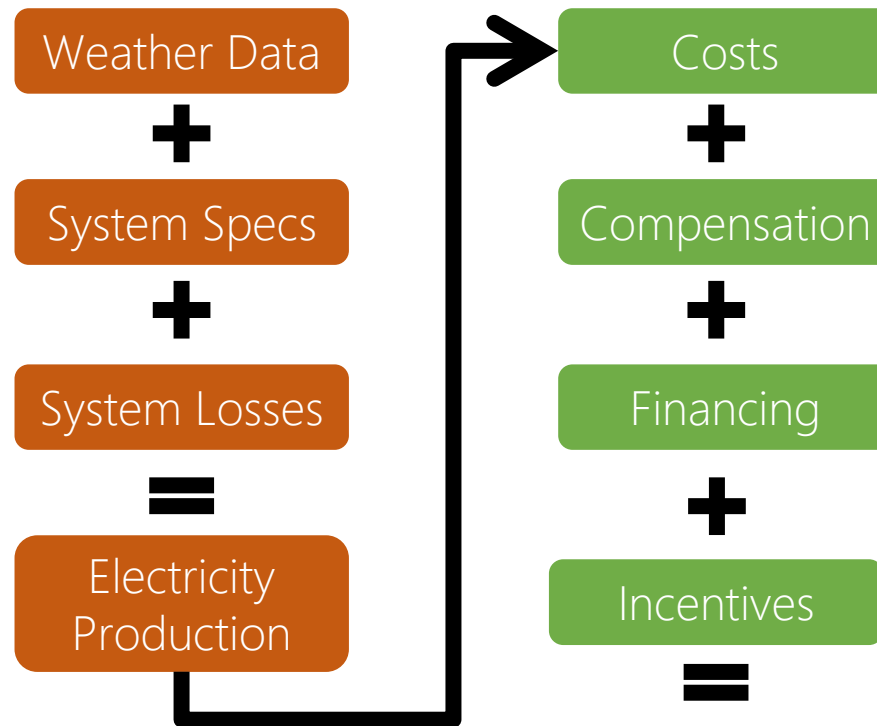 Weather Data
+
System Specs
+
System Losses
=
Electricity
Production
Costs
+
Compensation
+
Financing
+
Incentives
=